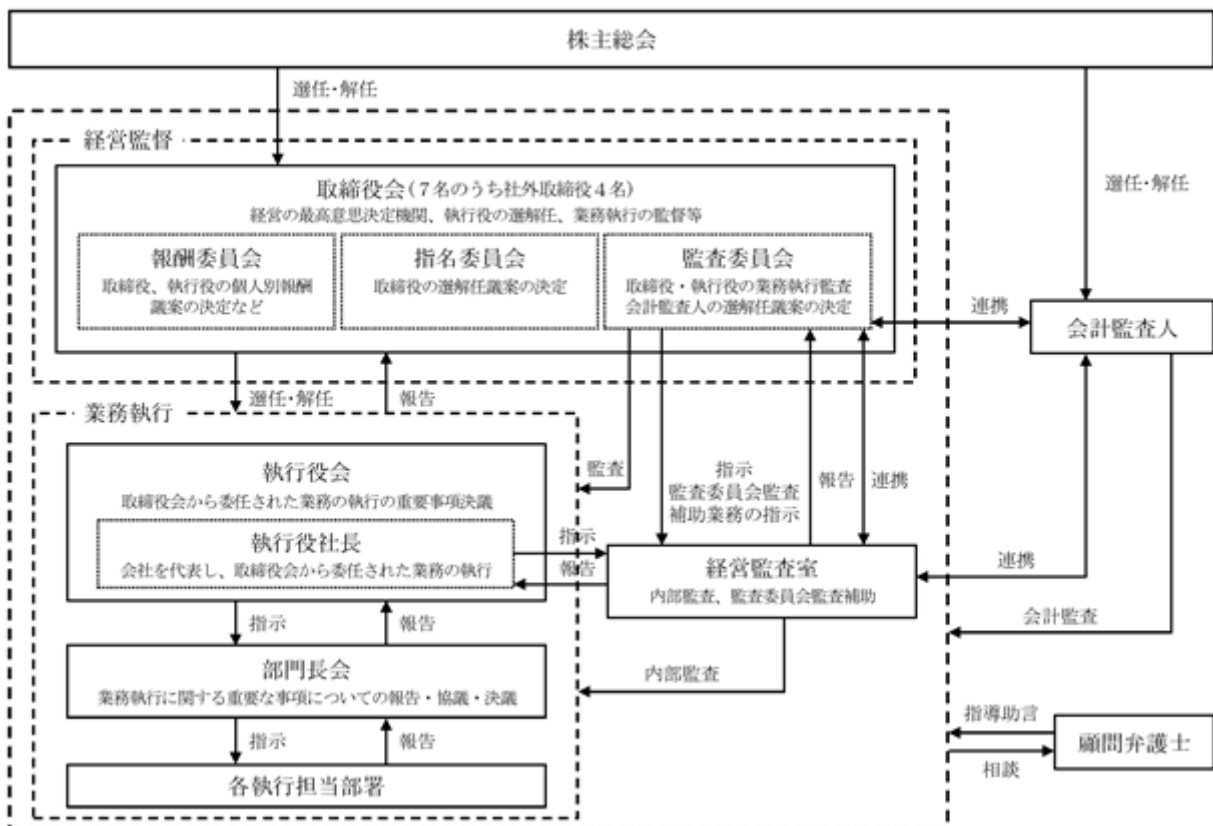 株主総会
選任・解任
経営監督
選任・解任
取締役会(7名のうち社外取締役4名)
経営の最高意思決定機関、執行役の選解任、業務執行の監督等
報酬委員会
取締役、執行役の個人別報酬
議案の決定など
指名委員会
取締役の選解任議案の決定
監査委員会
取締役・執行役の業務執行監査
会計監査人の選解任議案の決定
連携
会計監査人
選任・解任
報告
業務執行
執行役会
取締役会から委任された業務の執行の重要事項決議
執行役社長
会社を代表し、取締役会から委任された業務の執行
監査
指示
監査委員会監査
補助業務の指示
報告
連携
指示
報告
経営監査室
内部監査、監査委員会監査補助
連携
会計監査
指示
報告
部門長会
業務執行に関する重要な事項についての報告・協議・決議
内部監査
指示
報告
各執行担当部署
指導助言
相談
顧問弁護士